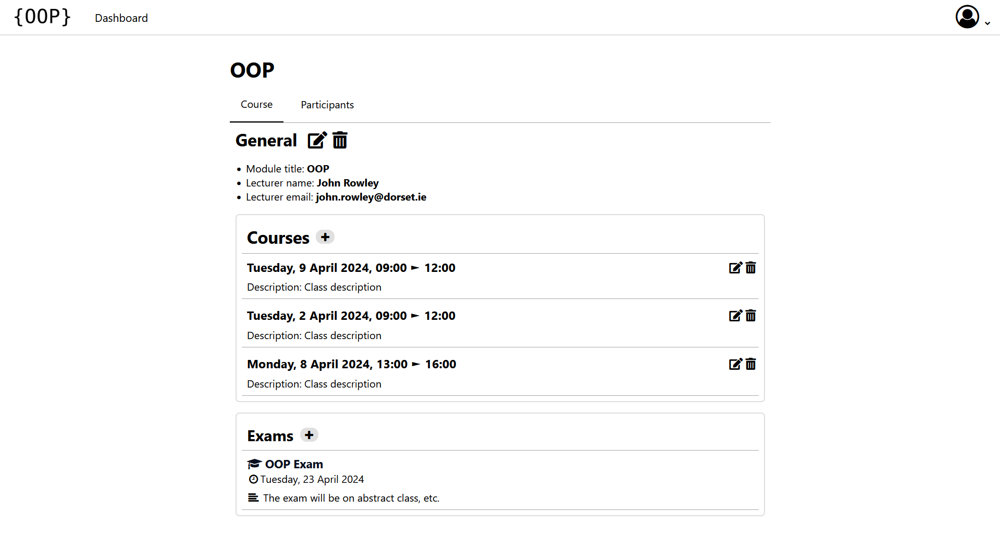 {OOP} Dashboard
OOP
Course Participants
General
• Module title: OOP
• Lecturer name: John Rowley
• Lecturer email: john.rowley@dorset.ie
Courses +
Tuesday, 9 April 2024, 09:00 ► 12:00
Description: Class description
Tuesday, 2 April 2024, 09:00 ► 12:00
Description: Class description
Monday, 8 April 2024, 13:00 ► 16:00
Description: Class description
Exams +
OOP Exam
Tuesday, 23 April 2024
The exam will be on abstract class, etc.